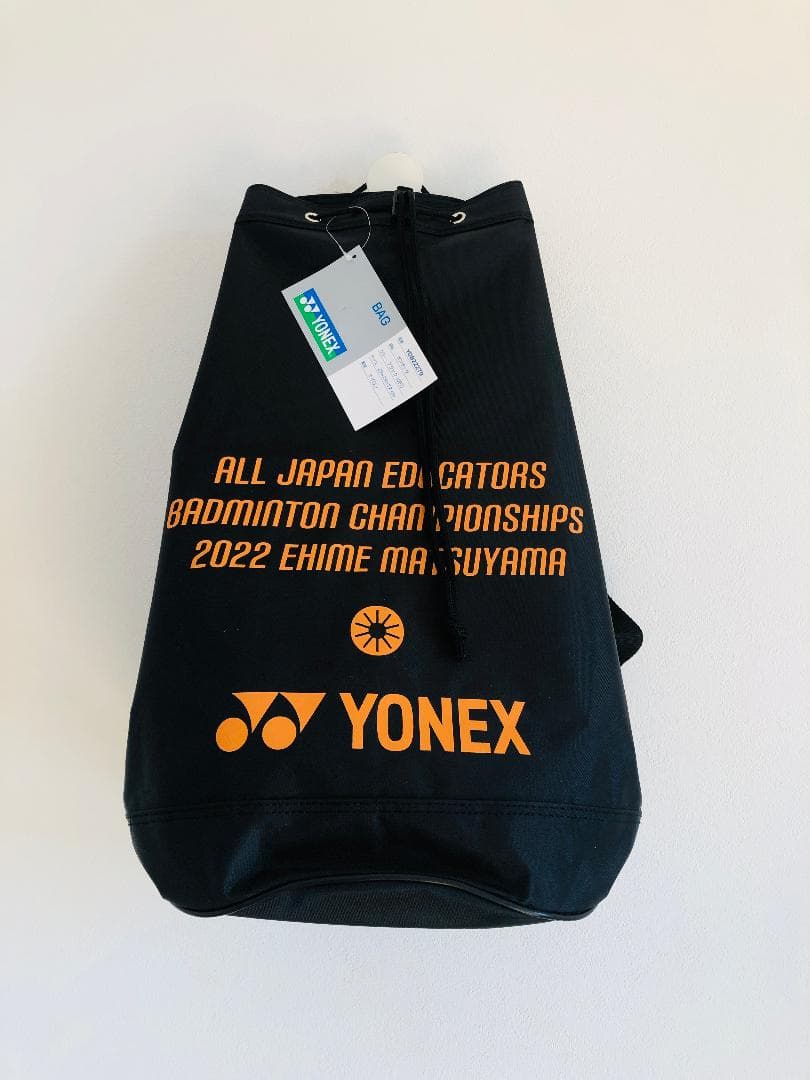 YONEX
BAG
ALL JAPAN EDUCATORS
BADMINTON CHAMPIONSHIPS
2022 EHIME MATSUYAMA
YONEX